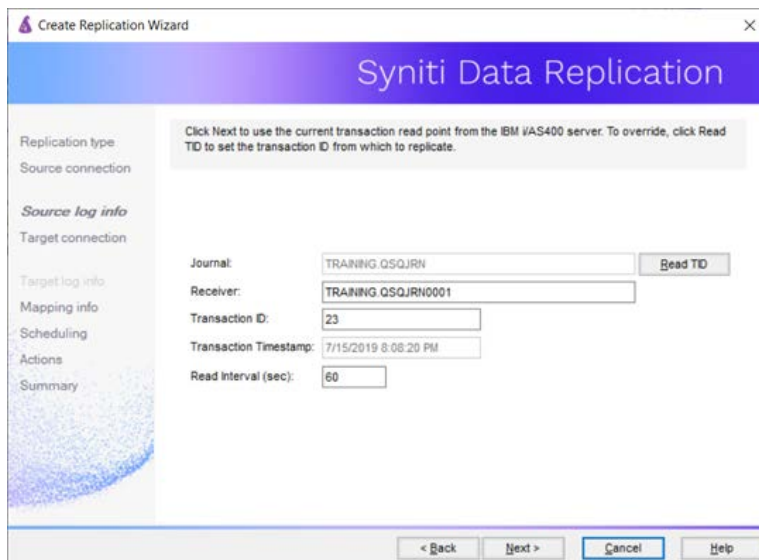 Create Replication Wizard
Syniti Data Replication
Replication type
Source connection
Source log info
Target connection
Target log info
Mapping info
Scheduling
Actions
Summary
Click Next to use the current transaction read point from the IBM i/AS400 server. To override, click Read
TID to set the transaction ID from which to replicate.
Journal: TRAINING.QSQJRN Read TID
Receiver: TRAINING.QSQJRN0001
Transaction ID: 23
Transaction Timestamp: 7/15/2019 8:08:20 PM
Read Interval (sec): 60
< Back Next > Cancel Help